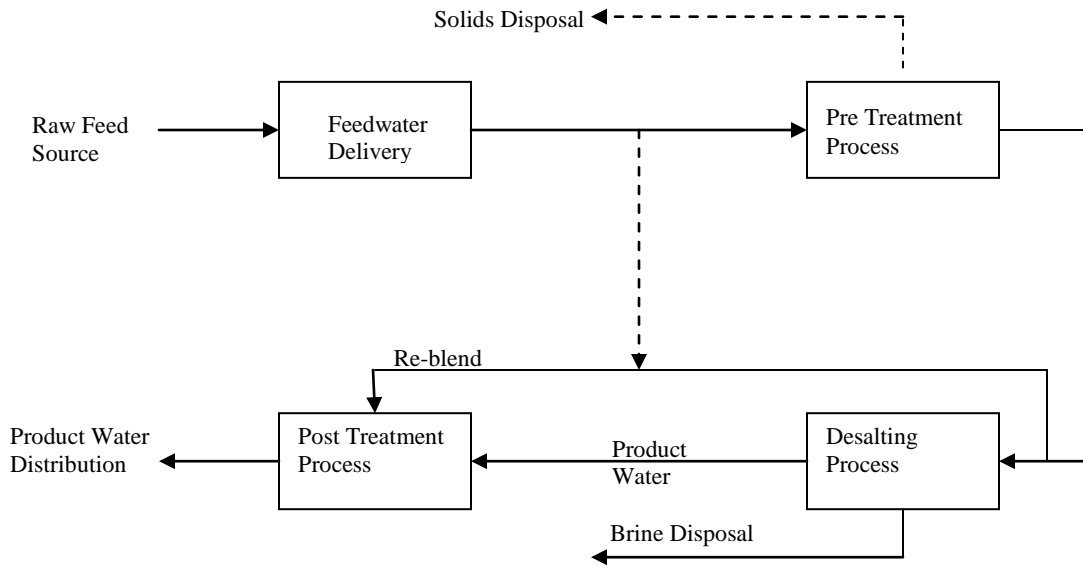 Solids Disposal
Raw Feed
Source
Feedwater
Delivery
Pre Treatment
Process
Re-blend
Product Water
Distribution
Post Treatment
Process
Product
Water
Desalting
Process
Brine Disposal